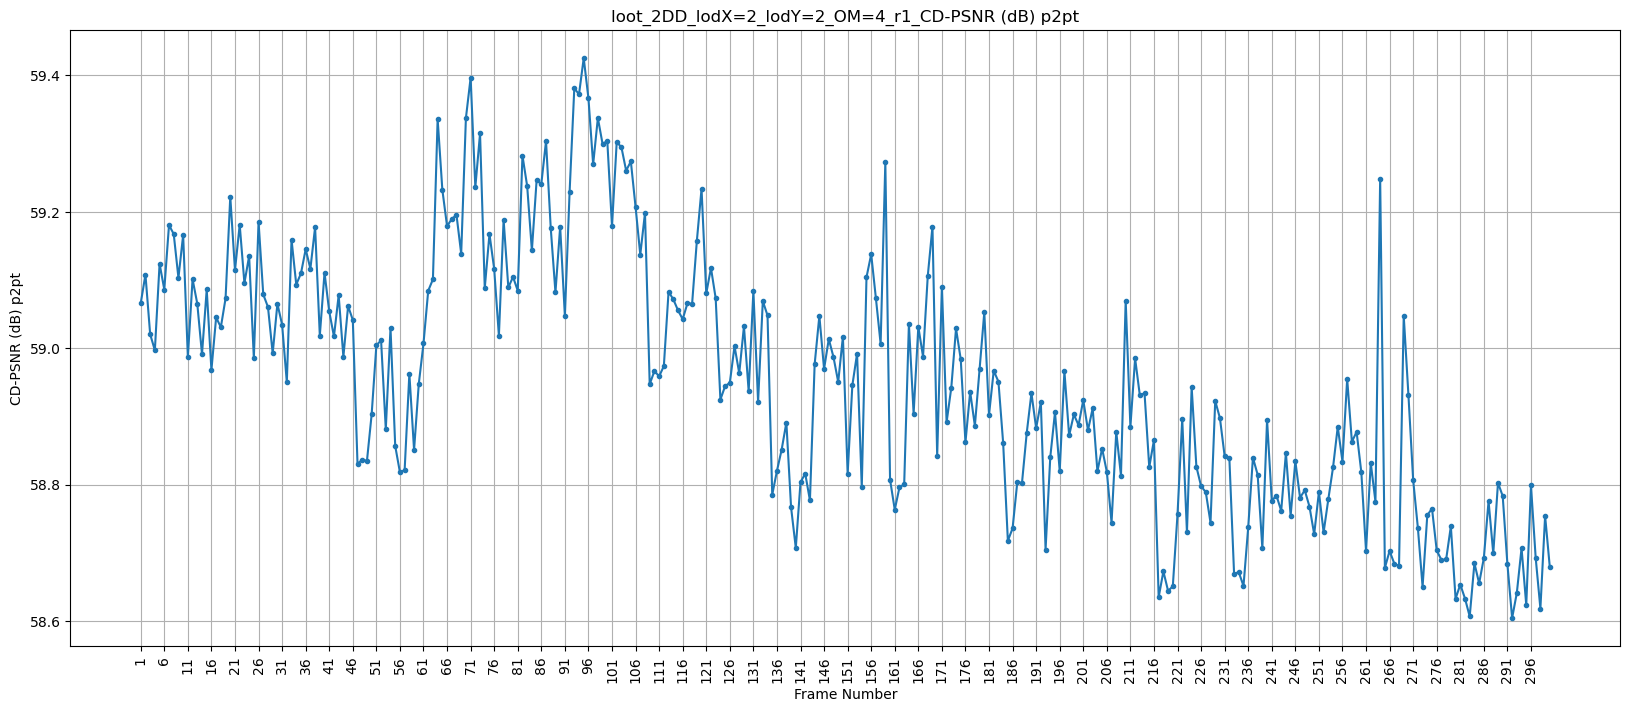 loot_2DD_lodX=2_lodY=2_OM=4_r1_CD-PSNR (dB) p2pt
CD-PSNR (dB) p2pt
59.4
59.2
59.0
58.8
58.6
1 6 11 16 21 26 31 36 41 46 51 56 61 66 71 76 81 86 91 96 101 106 111 116 121 126 131 136 141 146 151 156 161 166 171 176 181 186 191 196 201 206 211 216 221 226 231 236 241 246 251 256 261 266 271 276 281 286 291 296
Frame Number